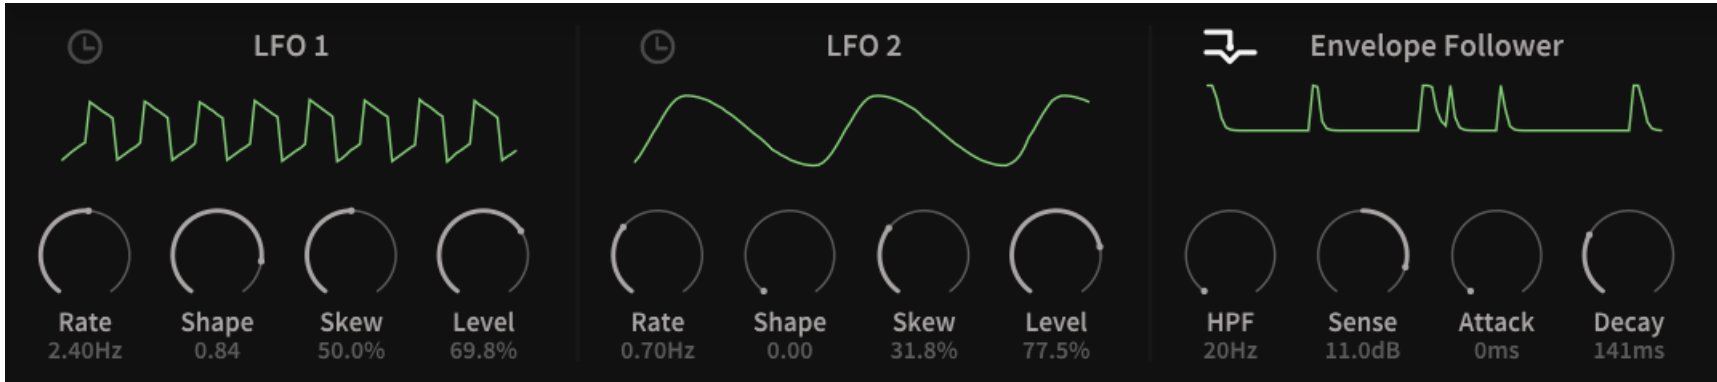 LFO 1
LFO 2
Envelope Follower
Rate Shape Skew Level Rate Shape Skew Level HPF Sense Attack Decay
2.40Hz 0.84 50.0% 69.8% 0.70Hz 0.00 31.8% 77.5% 20Hz 11.0dB 0ms 141ms